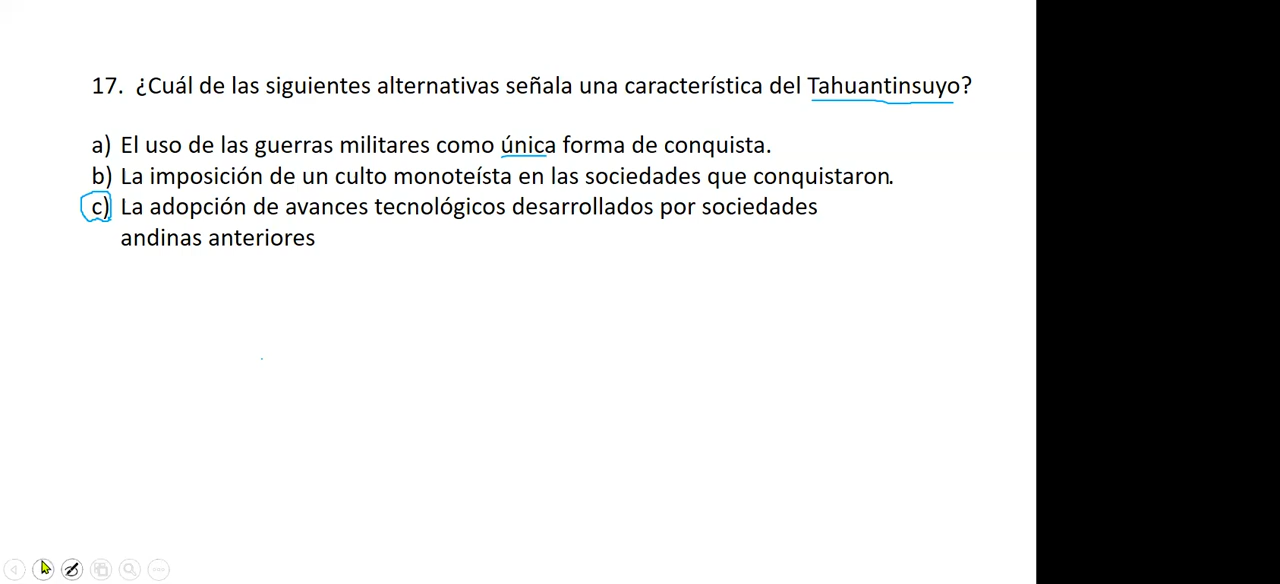 17. ¿Cuál de las siguientes alternativas señala una característica del Tahuantinsuyo?
a) El uso de las guerras militares como única forma de conquista.
b) La imposición de un culto monoteísta en las sociedades que conquistaron.
c) La adopción de avances tecnológicos desarrollados por sociedades
andinas anteriores